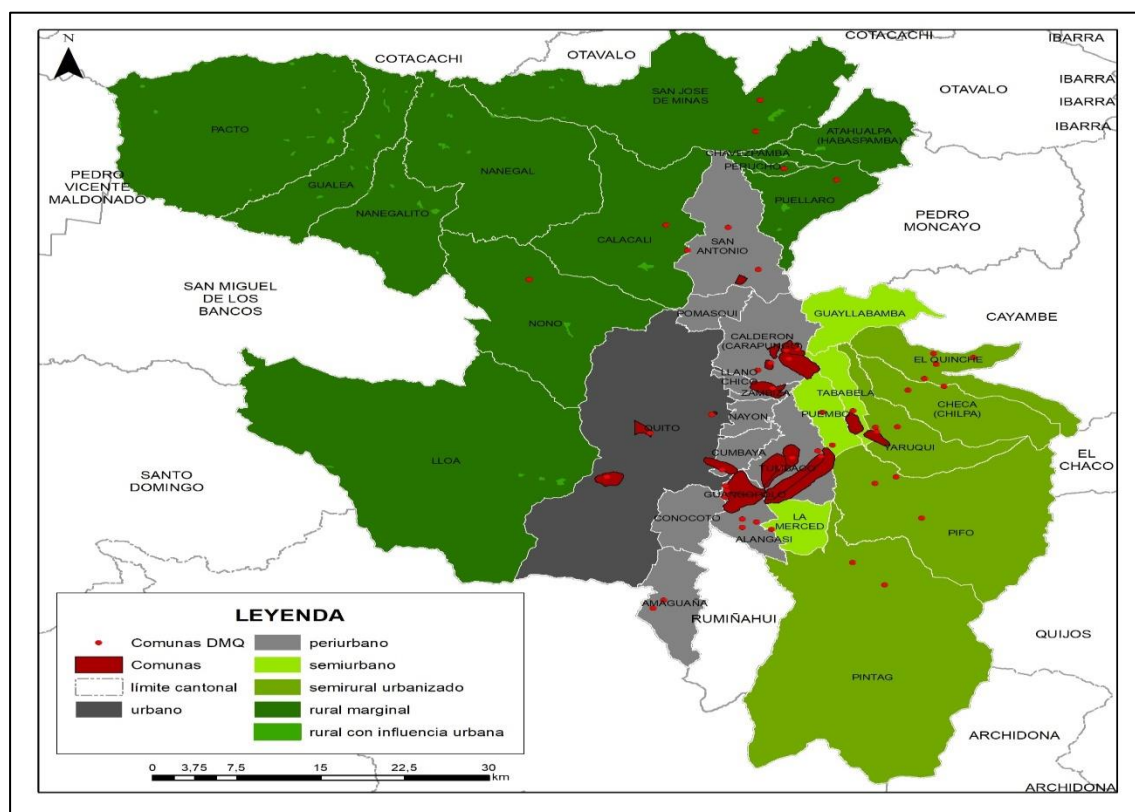 N
COTACACHI
IBARRA
OTAVALO
COTACACHI
OTAVALO
IBARRA
IBARRA
IBARRA
SAN JOSE
DE MINAS
PACTO
ATAHUALPA
(HABASPAMBA)
CHAVEZPAMBA
PERUCHO
NANEGAL
PEDRO
VICENTE
MALDONADO
GUALEA
NANEGALITO
PUELLARO
PEDRO
MONCAYO
CALACALI
SAN
ANTONIO
SAN MIGUEL
DE LOS
BANCOS
NONO
POMASQUI
GUAYLLABAMBA
CAYAMBE
CALDERON
(CARAPUNGO)
EL QUINCHE
LLANO
CHICO
ZAMBIZA
TABABELA
CHECA
(CHILPA)
PUEMBO
NAYON
QUITO
YARUQUI
CUMBAYA
TUMBACO
EL
CHACO
LLOA
SANTO
DOMINGO
GUANGOPOLO
CONOCOTO
LA
MERCED
ALANGASI
PIFO
AMAGUAÑA
RUMIÑAHUI
QUIJOS
PINTAG
ARCHIDONA
ARCHIDONA
LEYENDA
Comunas DMQ
Comunas
límite cantonal
urbano
periurbano
semiurbano
semirural urbanizado
rural marginal
rural con influencia urbana
0 3,75 7,5 15 22,5 30
km